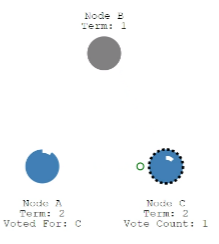 Node B
Term: 1
Node A
Term: 2
Voted For: C
Node C
Term: 2
Vote Count: 1